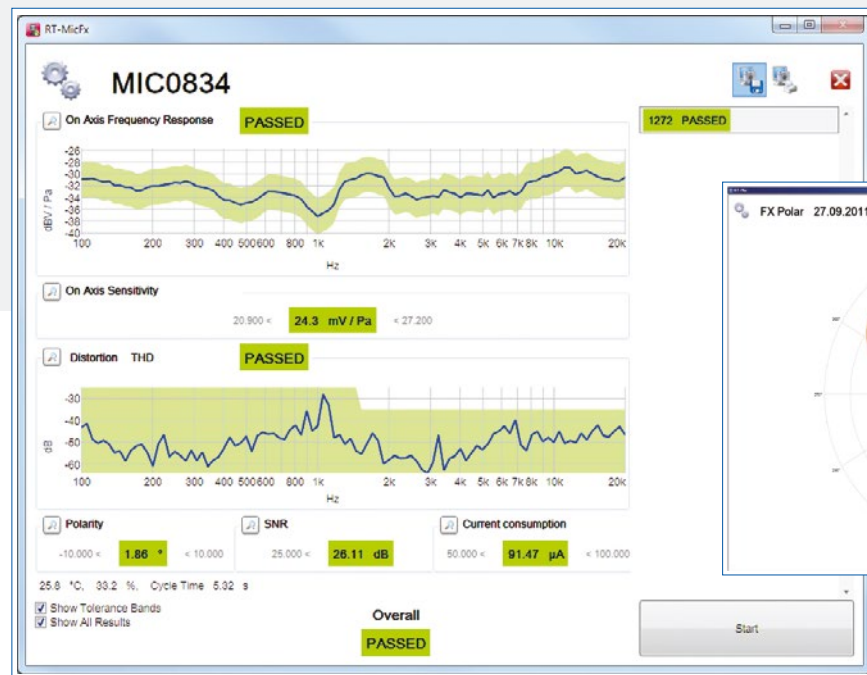 RT-MicFx
MIC0834
On Axis Frequency Response PASSED
1272 PASSED
-26
-28
-30
-32
-34
-36
-38
-40
dBV / Pa
100 200 300 400 500 600 800 1k 2k 3k 4k 5k 6k 7k 8k 10k 20k
Hz
On Axis Sensitivity
20.900 < 24.3 mV / Pa < 27.200
Distortion THD PASSED
-30
-40
-50
-60
dB
100 200 300 400 500 600 800 1k 2k 3k 4k 5k 6k 7k 8k 10k 20k
Hz
Polarity SNR Current consumption
-10.000 < 1.86 ° < 10.000 25.000 < 26.11 dB 50.000 < 91.47 µA < 100.000
25.8 °C, 33.2 %, Cycle Time 5.32 s
Show Tolerance Bands
Show All Results
Overall
PASSED
Start
FX Polar 27.09.2011